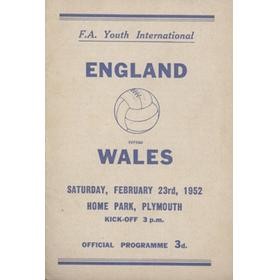 F.A. Youth International
ENGLAND
versus
WALES
SATURDAY, FEBRUARY 23rd, 1952
HOME PARK, PLYMOUTH
KICK-OFF 3 p.m.
OFFICIAL PROGRAMME 3d.